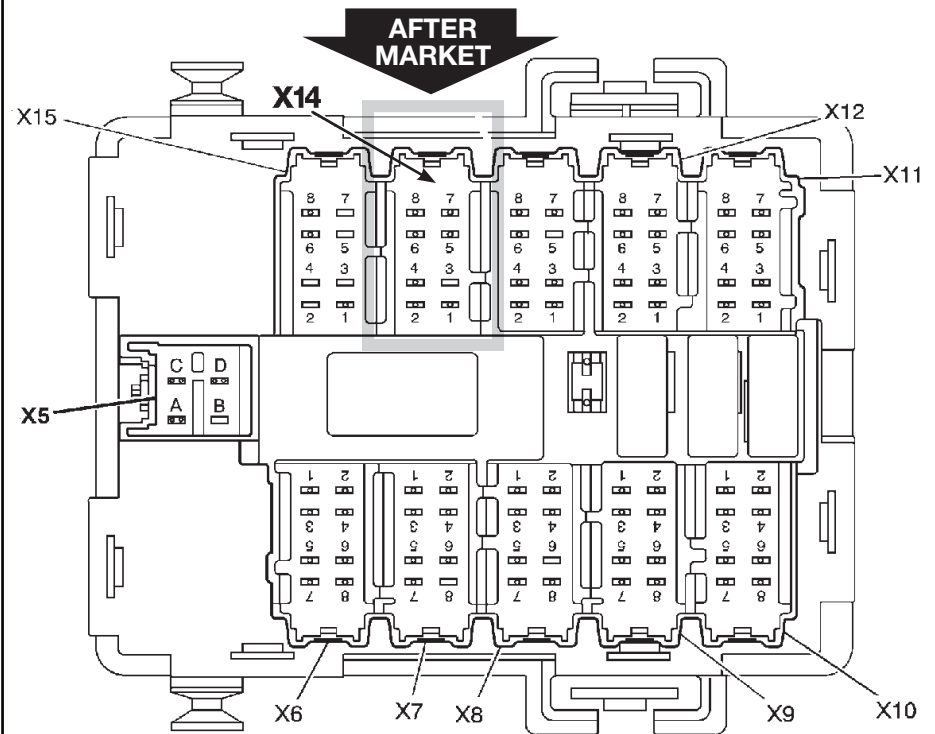 AFTER
MARKET
X14
X15
X12
X11
8 7 8 7 8 7 8 7 8 7
6 5 6 5 6 5 6 5 6 5
4 3 4 3 4 3 4 3 4 3
2 1 2 1 2 1 2 1 2 1
C D
A B
X5
1 2 1 2 1 2 1 2 1 2
3 4 3 4 3 4 3 4 3 4
5 6 5 6 5 6 5 6 5 6
7 8 7 8 7 8 7 8 7 8
X6 X7 X8 X9 X10